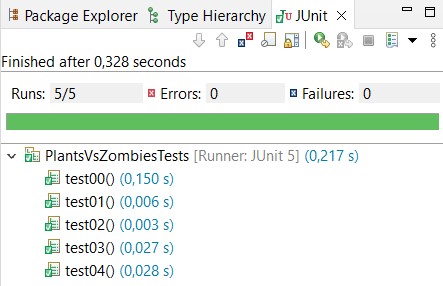 Package Explorer Type Hierarchy JUnit
Finished after 0,328 seconds
Runs: 5/5 Errors: 0 Failures: 0
PlantsVsZombiesTests [Runner: JUnit 5] (0,217 s)
test00() (0,150 s)
test01() (0,006 s)
test02() (0,003 s)
test03() (0,027 s)
test04() (0,028 s)